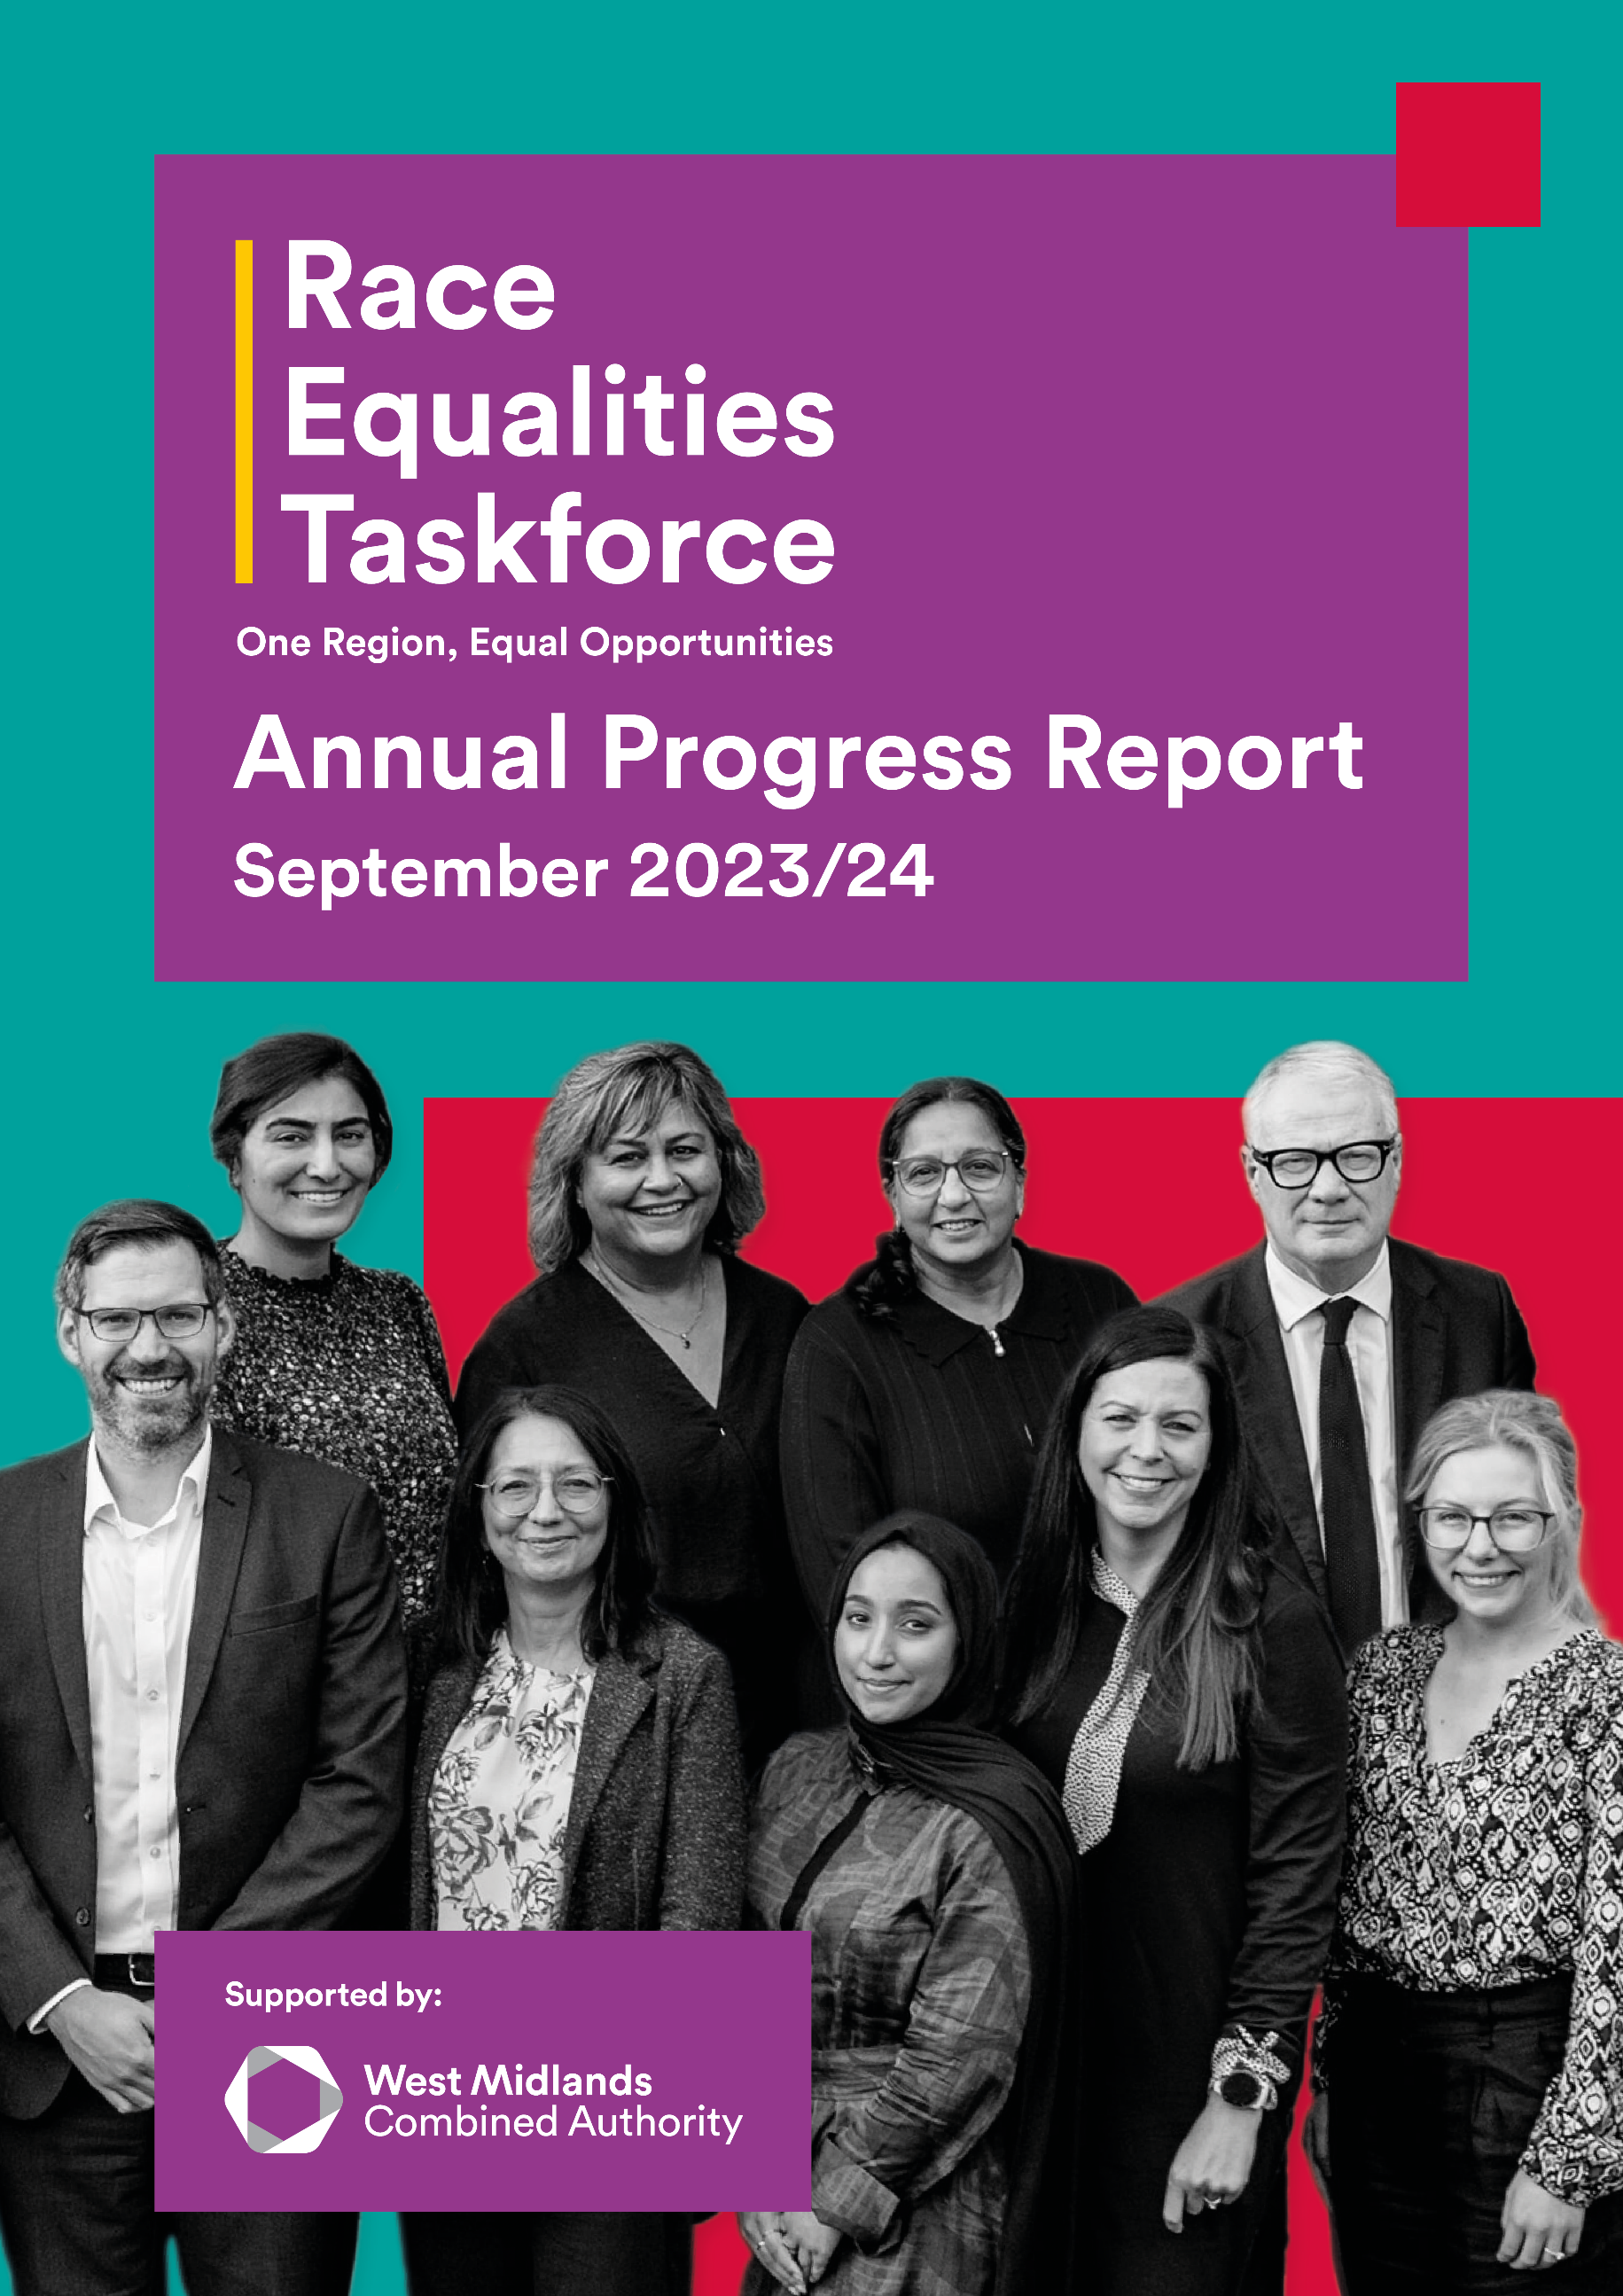 Race
Equalities
Taskforce
One Region, Equal Opportunities
Annual Progress Report
September 2023/24
Supported by:
West Midlands
Combined Authority